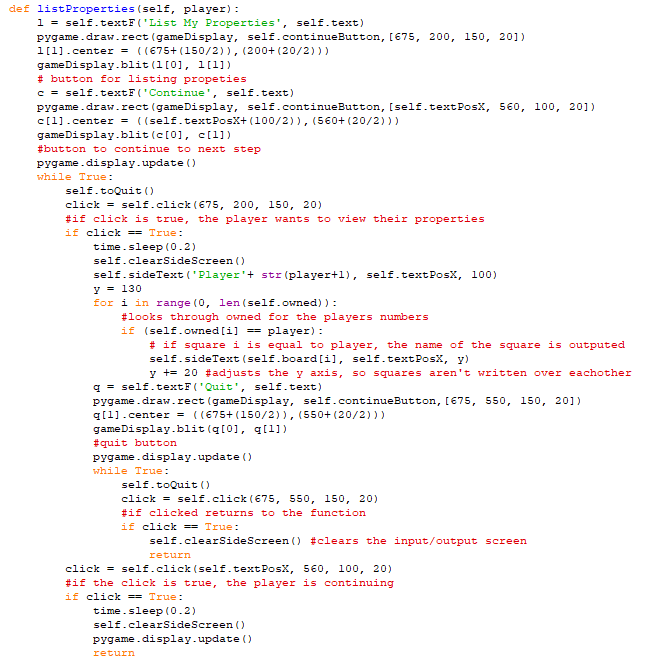 def listProperties(self, player):
    l = self.textF('List My Properties', self.text)
    pygame.draw.rect(gameDisplay, self.continueButton,[675, 200, 150, 20])
    l[1].center = ((675+(150/2)),(200+(20/2)))
    gameDisplay.blit(l[0], l[1])
    # button for listing propeties
    c = self.textF('Continue', self.text)
    pygame.draw.rect(gameDisplay, self.continueButton,[self.textPosX, 560, 100, 20])
    c[1].center = ((self.textPosX+(100/2)),(560+(20/2)))
    gameDisplay.blit(c[0], c[1])
    #button to continue to next step
    pygame.display.update()
    while True:
        self.toQuit()
        click = self.click(675, 200, 150, 20)
        #if click is true, the player wants to view their properties
        if click == True:
            time.sleep(0.2)
            self.clearSideScreen()
            self.sideText('Player'+ str(player+1), self.textPosX, 100)
            y = 130
            for i in range(0, len(self.owned)):
                #looks through owned for the players numbers
                if (self.owned[i] == player):
                    # if square i is equal to player, the name of the square is outputed
                    self.sideText(self.board[i], self.textPosX, y)
                    y += 20 #adjusts the y axis, so squares aren't written over eachother
            q = self.textF('Quit', self.text)
            pygame.draw.rect(gameDisplay, self.continueButton,[675, 550, 150, 20])
            q[1].center = ((675+(150/2)),(550+(20/2)))
            gameDisplay.blit(q[0], q[1])
            #quit button
            pygame.display.update()
            while True:
                self.toQuit()
                click = self.click(675, 550, 150, 20)
                #if clicked returns to the function
                if click == True:
                    self.clearSideScreen() #clears the input/output screen
                    return
        click = self.click(self.textPosX, 560, 100, 20)
        #if the click is true, the player is continuing
        if click == True:
            time.sleep(0.2)
            self.clearSideScreen()
            pygame.display.update()
            return